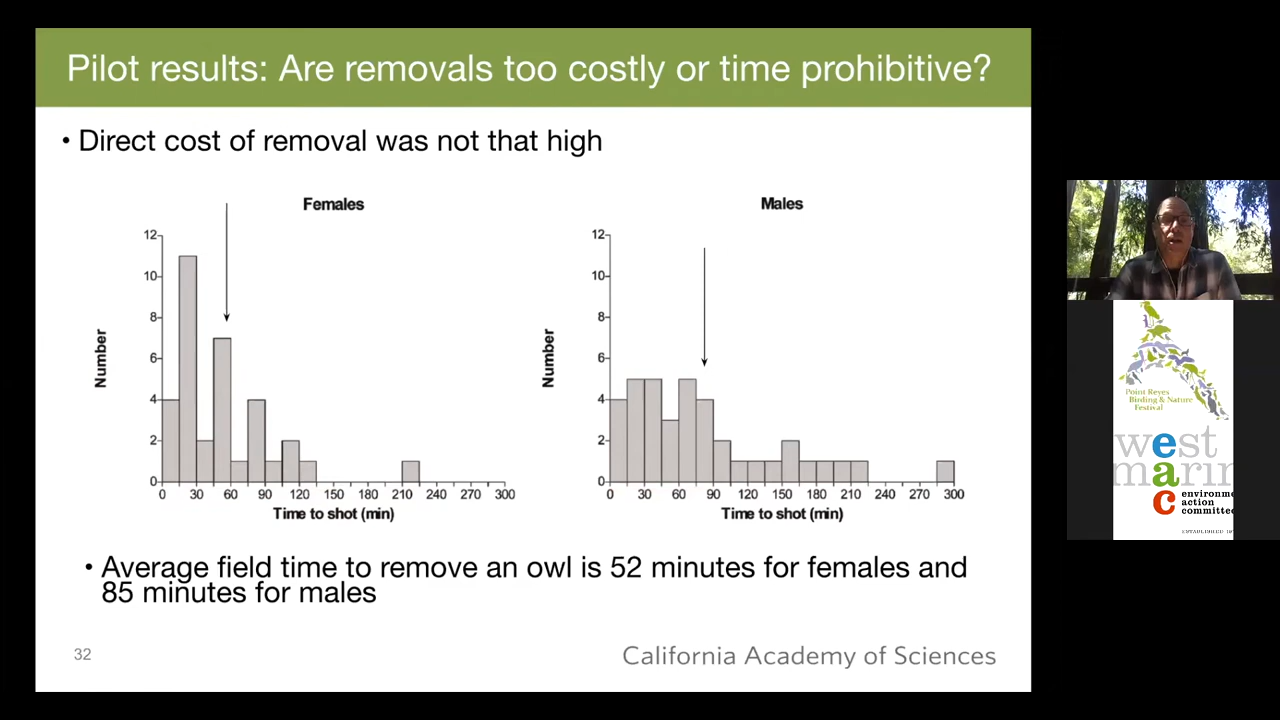 Pilot results: Are removals too costly or time prohibitive?
• Direct cost of removal was not that high
Females
12
10
8
6
4
2
0
Number
0 30 60 90 120 150 180 210 240 270 300
Time to shot (min)
Males
12
10
8
6
4
2
0
Number
0 30 60 90 120 150 180 210 240 270 300
Time to shot (min)
• Average field time to remove an owl is 52 minutes for females and
85 minutes for males
32
California Academy of Sciences
Point Reyes
Birding & Nature
Festival
west
marin
eac
environme
action
committee